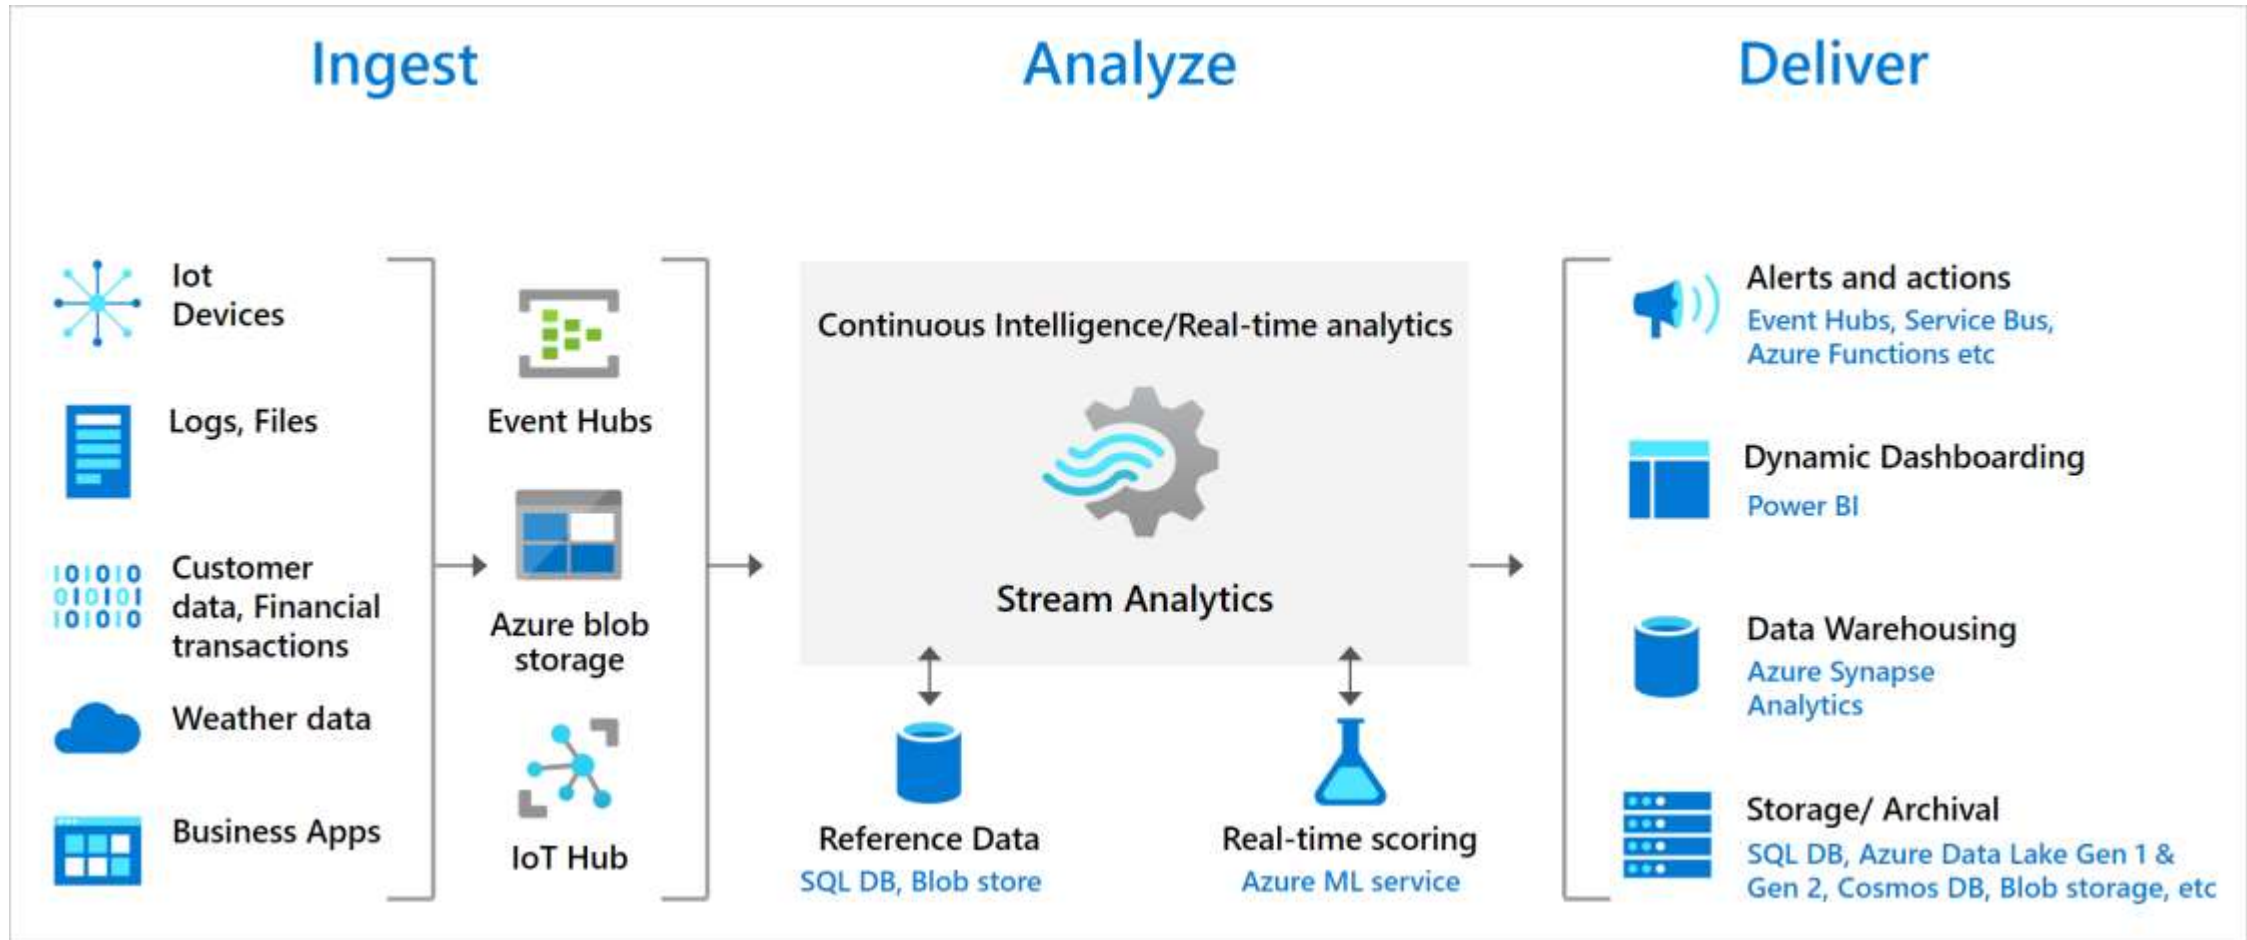 Ingest
Analyze
Deliver
Iot
Devices
Logs, Files
101010
010101
101010
Customer
data, Financial
transactions
Weather data
Business Apps
Event Hubs
Azure blob
storage
IoT Hub
Continuous Intelligence/Real-time analytics
Stream Analytics
Reference Data
SQL DB, Blob store
Real-time scoring
Azure ML service
Alerts and actions
Event Hubs, Service Bus,
Azure Functions etc
Dynamic Dashboarding
Power BI
Data Warehousing
Azure Synapse
Analytics
Storage/ Archival
SQL DB, Azure Data Lake Gen 1 &
Gen 2, Cosmos DB, Blob storage, etc